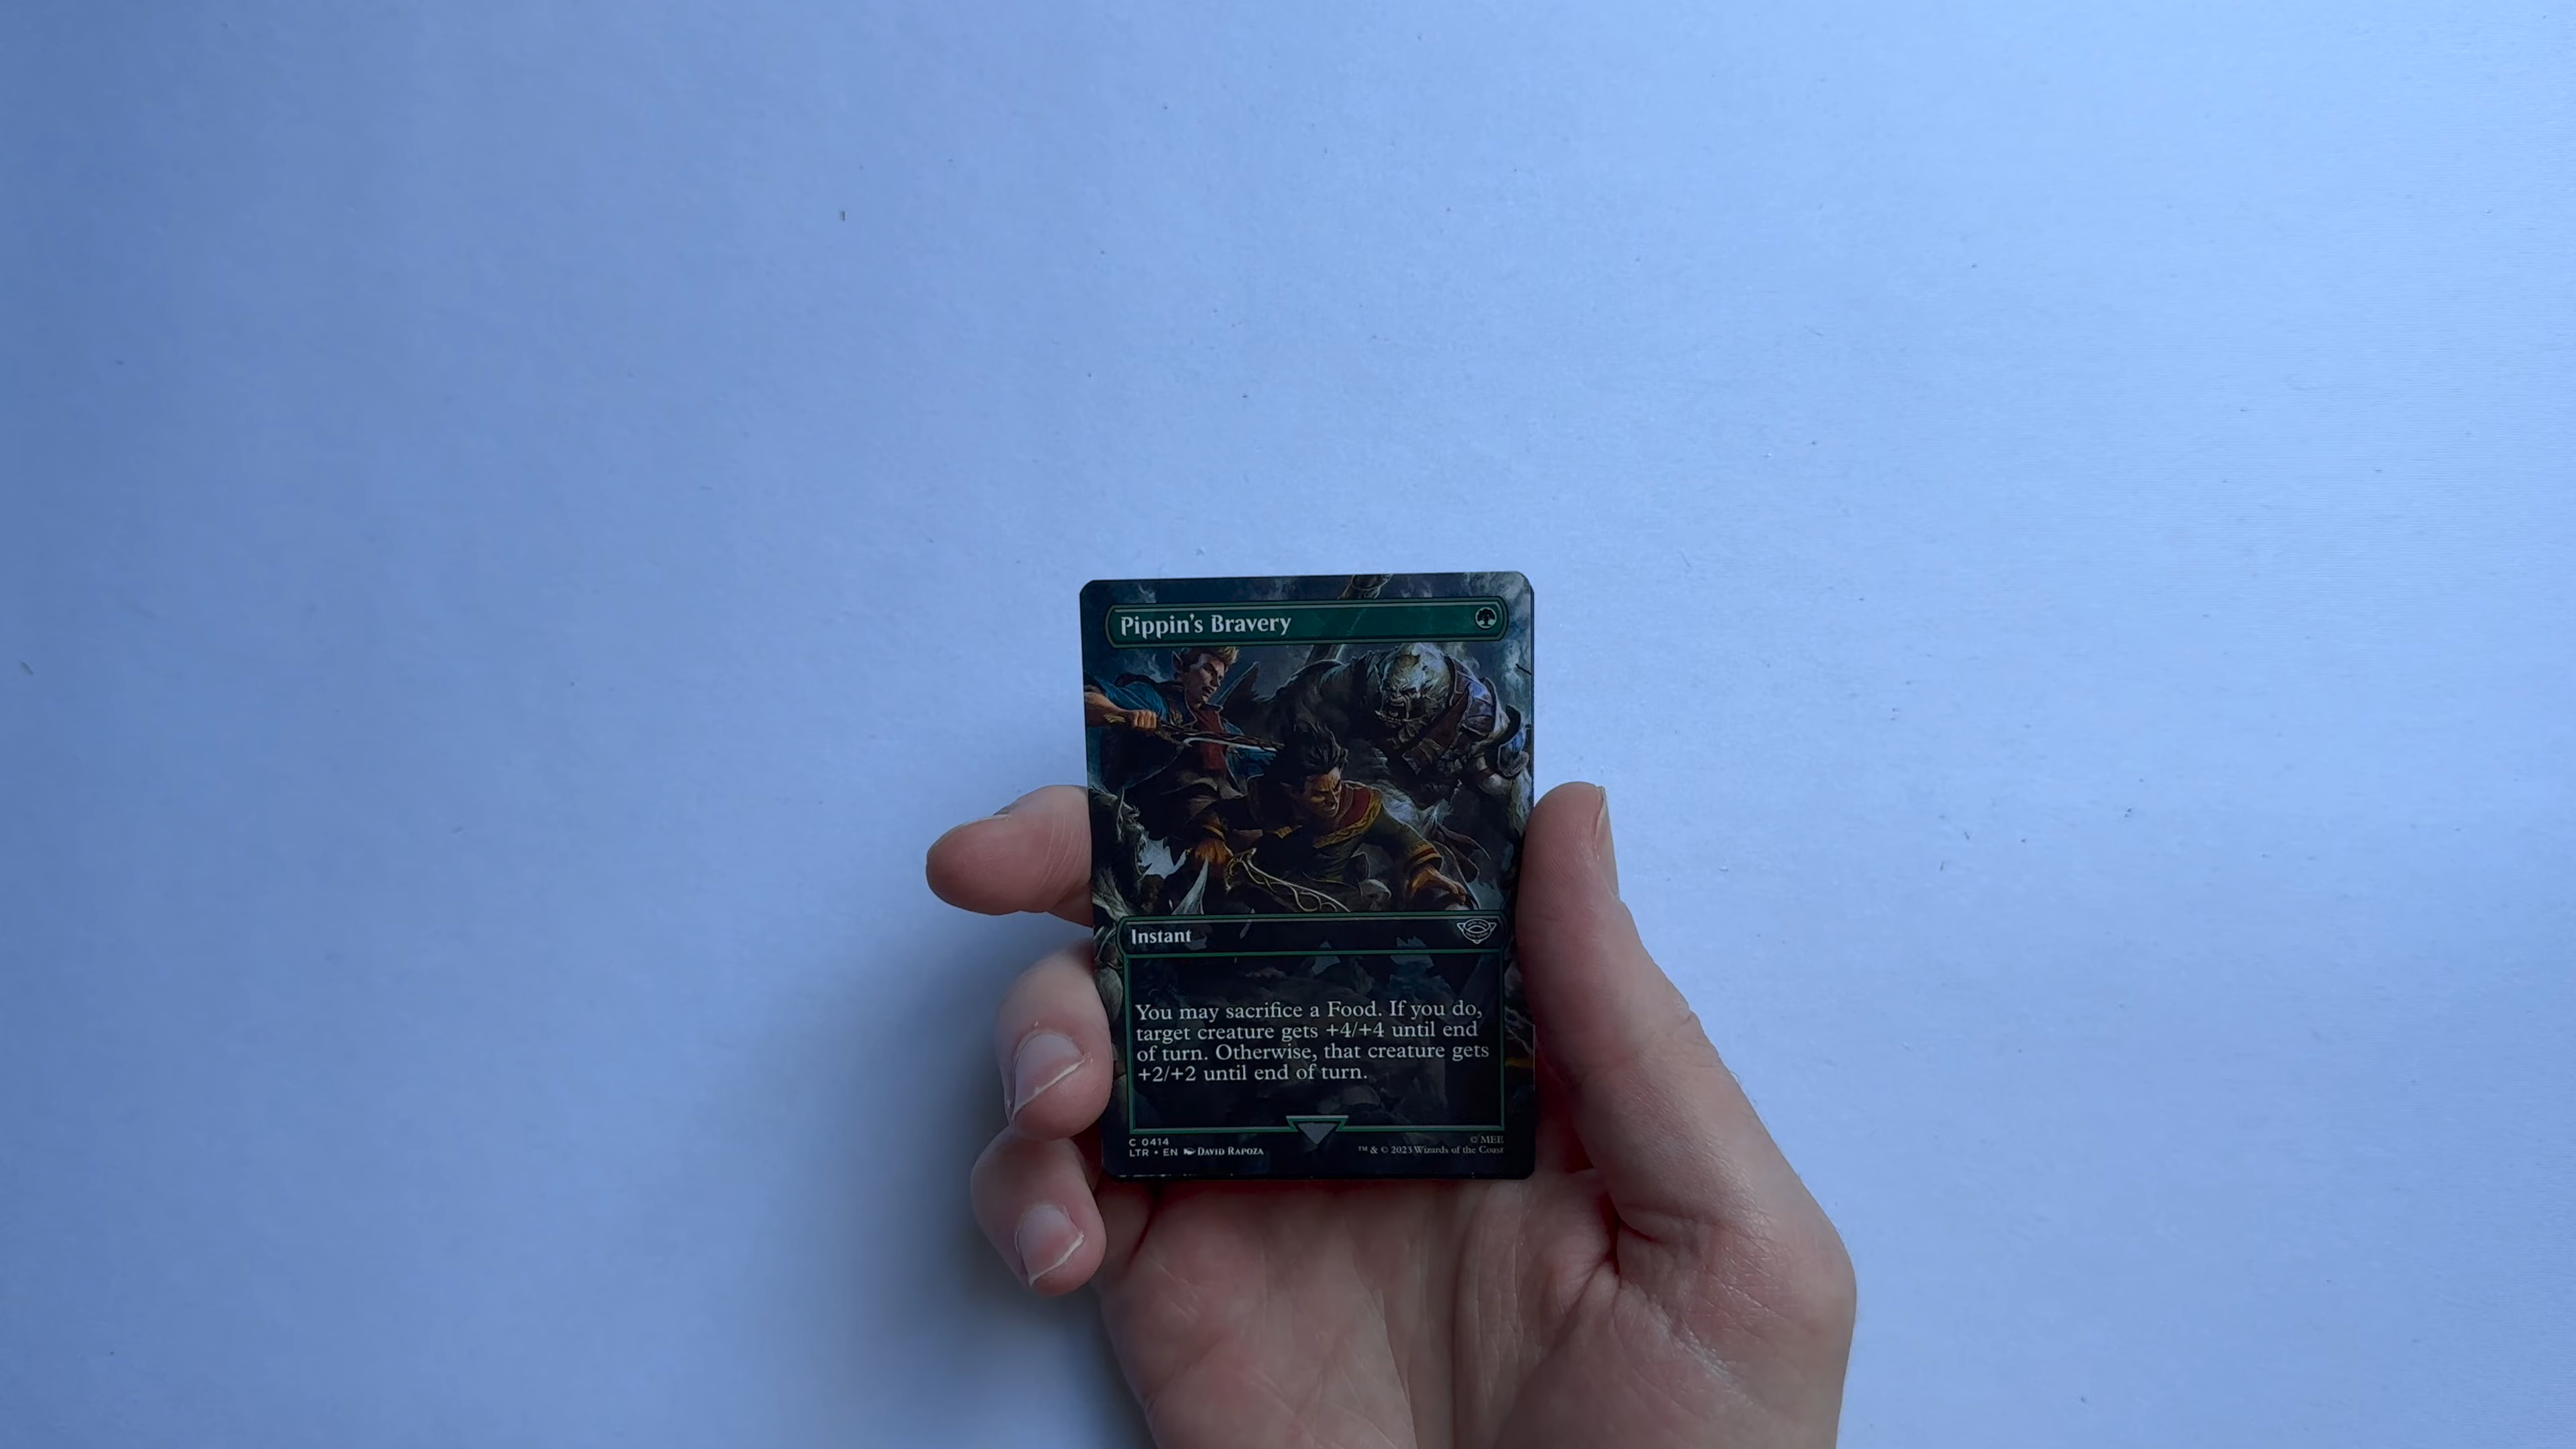 Pippin's Bravery
Instant
You may sacrifice a Food. If you do,
target creature gets +4/+4 until end
of turn. Otherwise, that creature gets
+2/+2 until end of turn.
C 0414
LTR • EN DAVID RAPOZA
© MEE
™ & © 2023 Wizards of the Coast